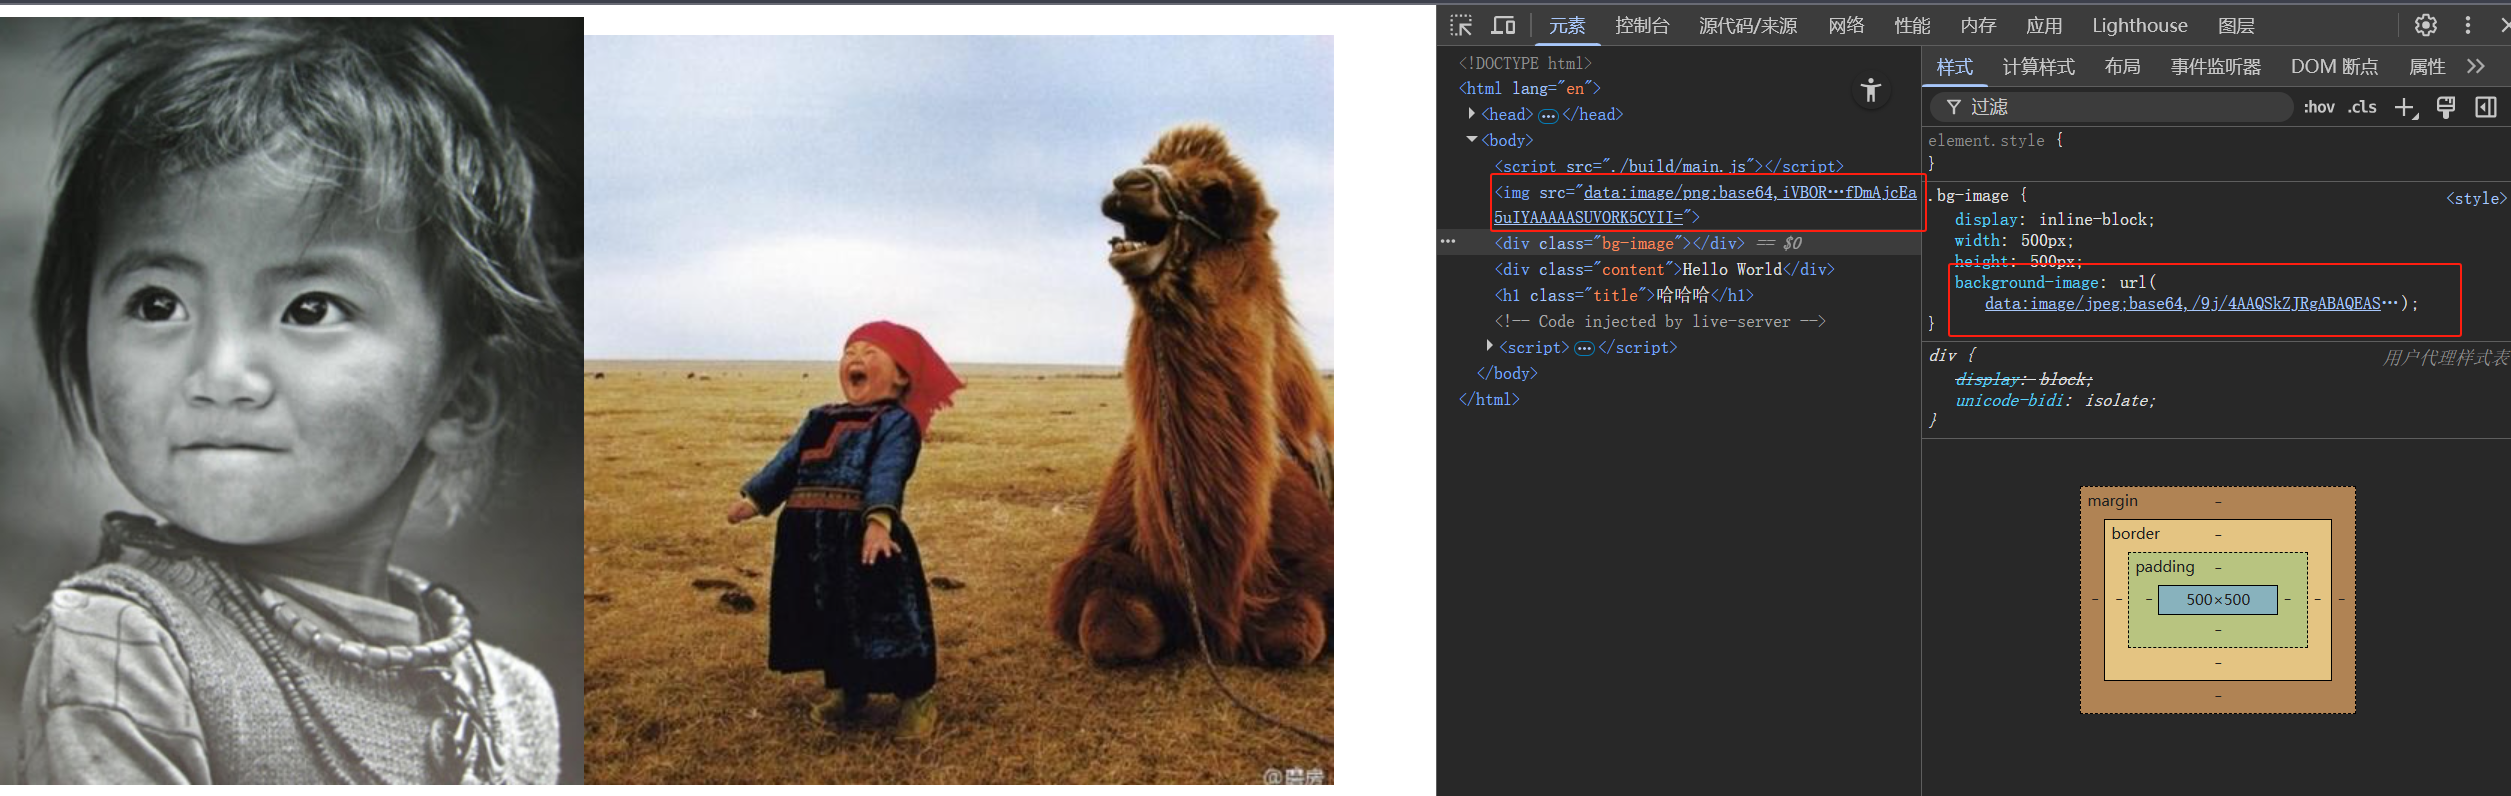 元素 控制台 源代码/来源 网络 性能 内存 应用 Lighthouse 图层
<!DOCTYPE html>
<html lang="en">
<head> ••• </head>
<body>
<script src="./build/main.js"></script>
<img src="data:image/png;base64,iVBOR…fDmAjcEa
5uIYAAAAASUVORK5CYII=">
<div class="bg-image"></div> == $0
<div class="content">Hello World</div>
<h1 class="title">哈哈哈</h1>
<!-- Code injected by live-server -->
<script> ••• </script>
</body>
</html>
样式 计算样式 布局 事件监听器 DOM 断点 属性
过滤 :hov .cls
element.style {
}
.bg-image { <style>
display: inline-block;
width: 500px;
height: 500px;
background-image: url(
data:image/jpeg;base64,/9j/4AAQSkZJRgABAQEAS…);
}
div { 用户代理样式表
display: block;
unicode-bidi: isolate;
}
margin -
border -
padding -
- - - 500×500 - - -
-
-
-